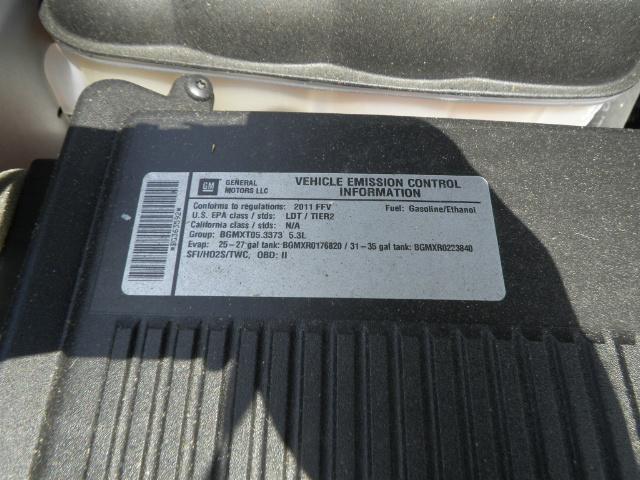 GM GENERAL MOTORS LLC
VEHICLE EMISSION CONTROL INFORMATION
Conforms to regulations: 2011 FFV Fuel: Gasoline/Ethanol
U.S. EPA class / stds: LDT / TIER2
California class / stds: N/A
Group: BGMXT05.3373 5.3L
Evap: 25-27 gal tank: BGMXR0176820 / 31-35 gal tank: BGMXR0223840
SFI/HO2S/TWC, OBD: II